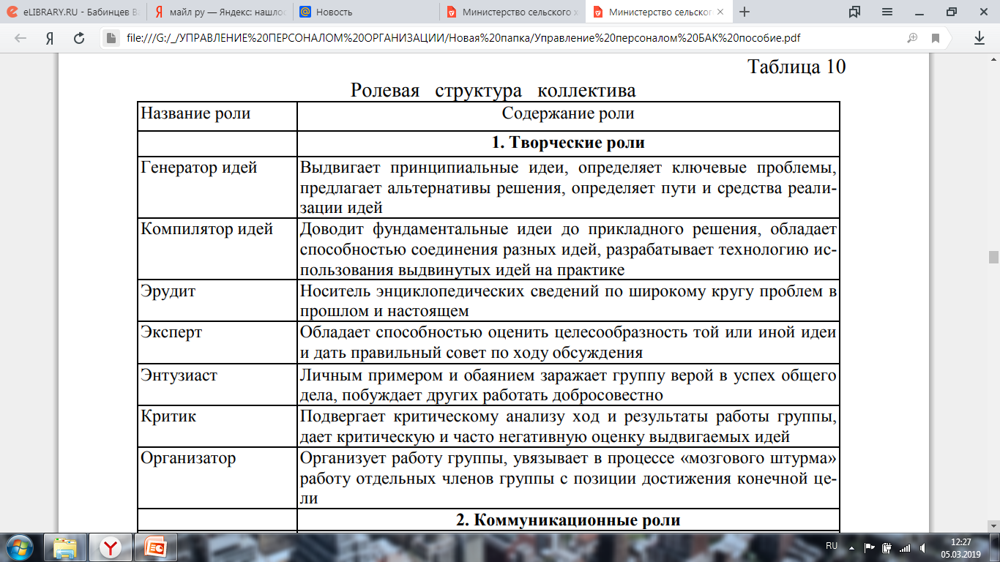 eLIBRARY.RU - Бабинцев В
майл ру — Яндекс: нашлос
Новость
Министерство сельского х
Министерство сельског
file:///G:/_/УПРАВЛЕНИЕ%20ПЕРСОНАЛОМ%20ОРГАНИЗАЦИИ/Новая%20папка/Управление%20персоналом%20БАК%20пособие.pdf
Таблица 10
Ролевая структура коллектива
Название роли
Содержание роли
1. Творческие роли
Генератор идей
Выдвигает принципиальные идеи, определяет ключевые проблемы,
предлагает альтернативы решения, определяет пути и средства реали-
зации идей
Компилятор идей
Доводит фундаментальные идеи до прикладного решения, обладает
способностью соединения разных идей, разрабатывает технологию ис-
пользования выдвинутых идей на практике
Эрудит
Носитель энциклопедических сведений по широкому кругу проблем в
прошлом и настоящем
Эксперт
Обладает способностью оценить целесообразность той или иной идеи
и дать правильный совет по ходу обсуждения
Энтузиаст
Личным примером и обаянием заражает группу верой в успех общего
дела, побуждает других работать добросовестно
Критик
Подвергает критическому анализу ход и результаты работы группы,
дает критическую и часто негативную оценку выдвигаемых идей
Организатор
Организует работу группы, увязывает в процессе «мозгового штурма»
работу отдельных членов группы с позиции достижения конечной це-
ли
2. Коммуникационные роли
RU
12:27
05.03.2019